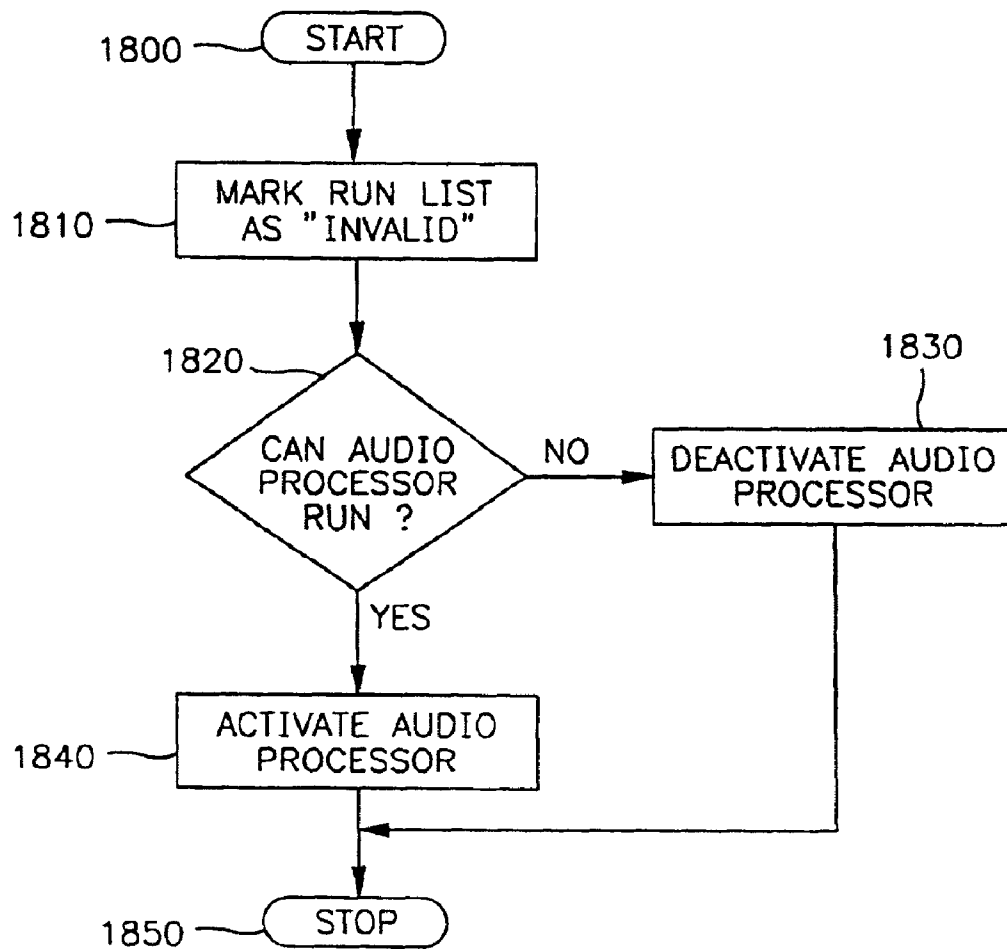 1800
START
1810
MARK RUN LIST
AS "INVALID"
1820
CAN AUDIO
PROCESSOR
RUN ?
NO
1830
DEACTIVATE AUDIO
PROCESSOR
YES
1840
ACTIVATE AUDIO
PROCESSOR
1850
STOP